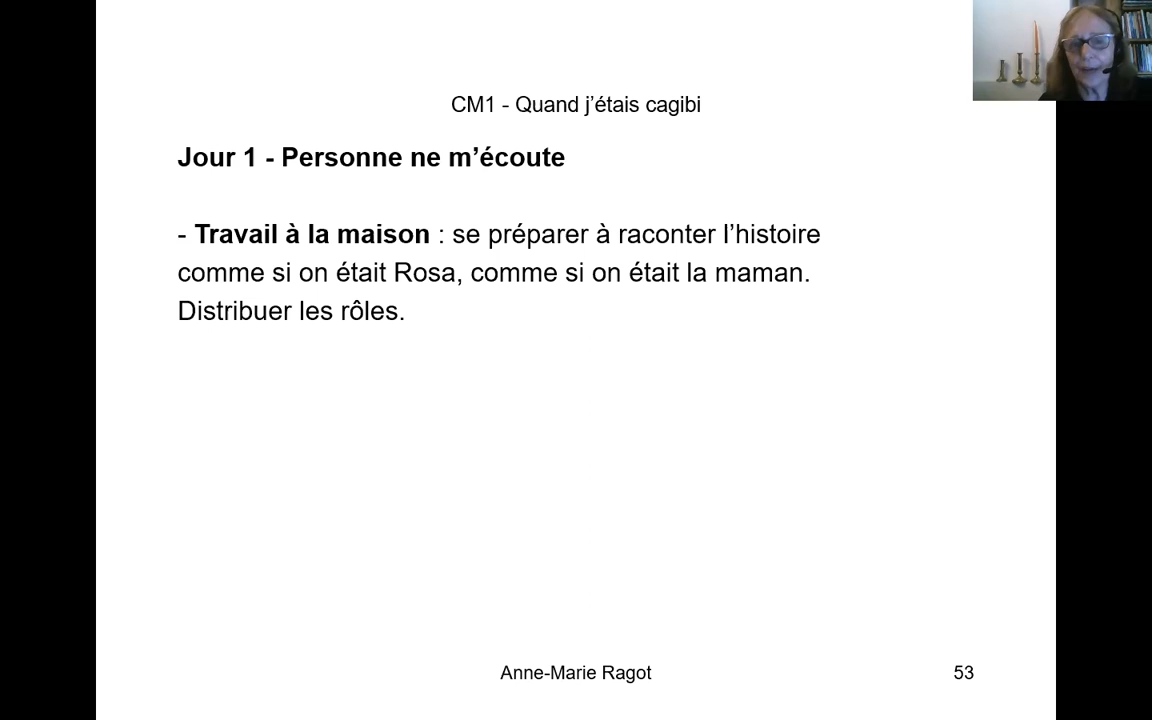 CM1 - Quand j’étais cagibi
Jour 1 - Personne ne m’écoute
- Travail à la maison : se préparer à raconter l’histoire
comme si on était Rosa, comme si on était la maman.
Distribuer les rôles.
Anne-Marie Ragot
53